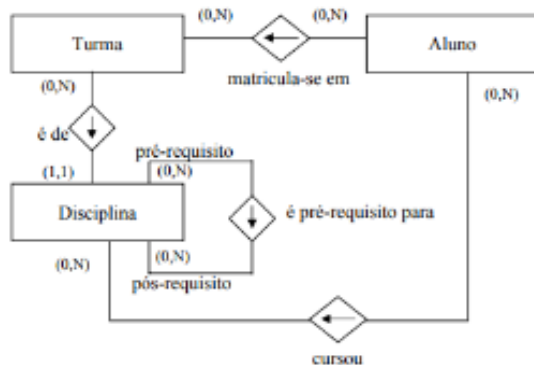 (0,N)
(0,N)
Turma
Aluno
matricula-se em
(0,N)
(0,N)
é de
pré-requisito
(1,1)
(0,N)
Disciplina
é pré-requisito para
(0,N)
(0,N)
pós-requisito
cursou